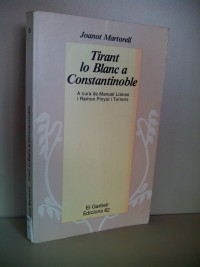 Joanot Martorell
Tirant
lo Blanc a
Constantinoble
A cura de Manuel Llanas
i Ramon Pinyol i Torrents
El Garbell
Edicions 62